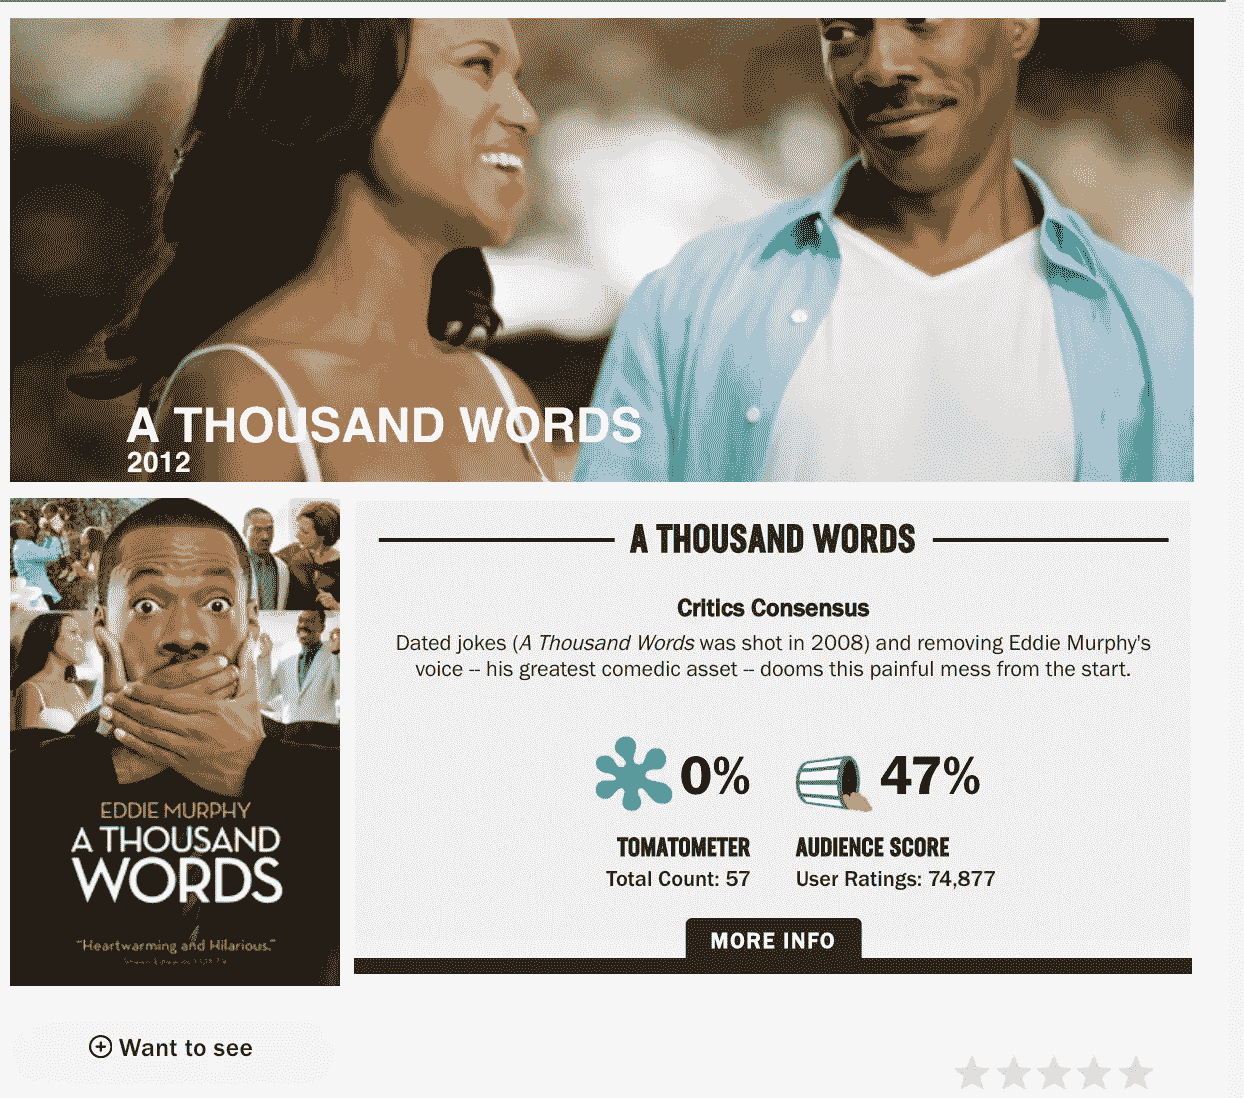 A THOUSAND WORDS
2012
EDDIE MURPHY
A THOUSAND
WORDS
"Heartwarming and Hilarious."
Want to see
A THOUSAND WORDS
Critics Consensus
Dated jokes (A Thousand Words was shot in 2008) and removing Eddie Murphy's
voice -- his greatest comedic asset -- dooms this painful mess from the start.
0%
47%
TOMATOMETER
AUDIENCE SCORE
Total Count: 57
User Ratings: 74,877
MORE INFO